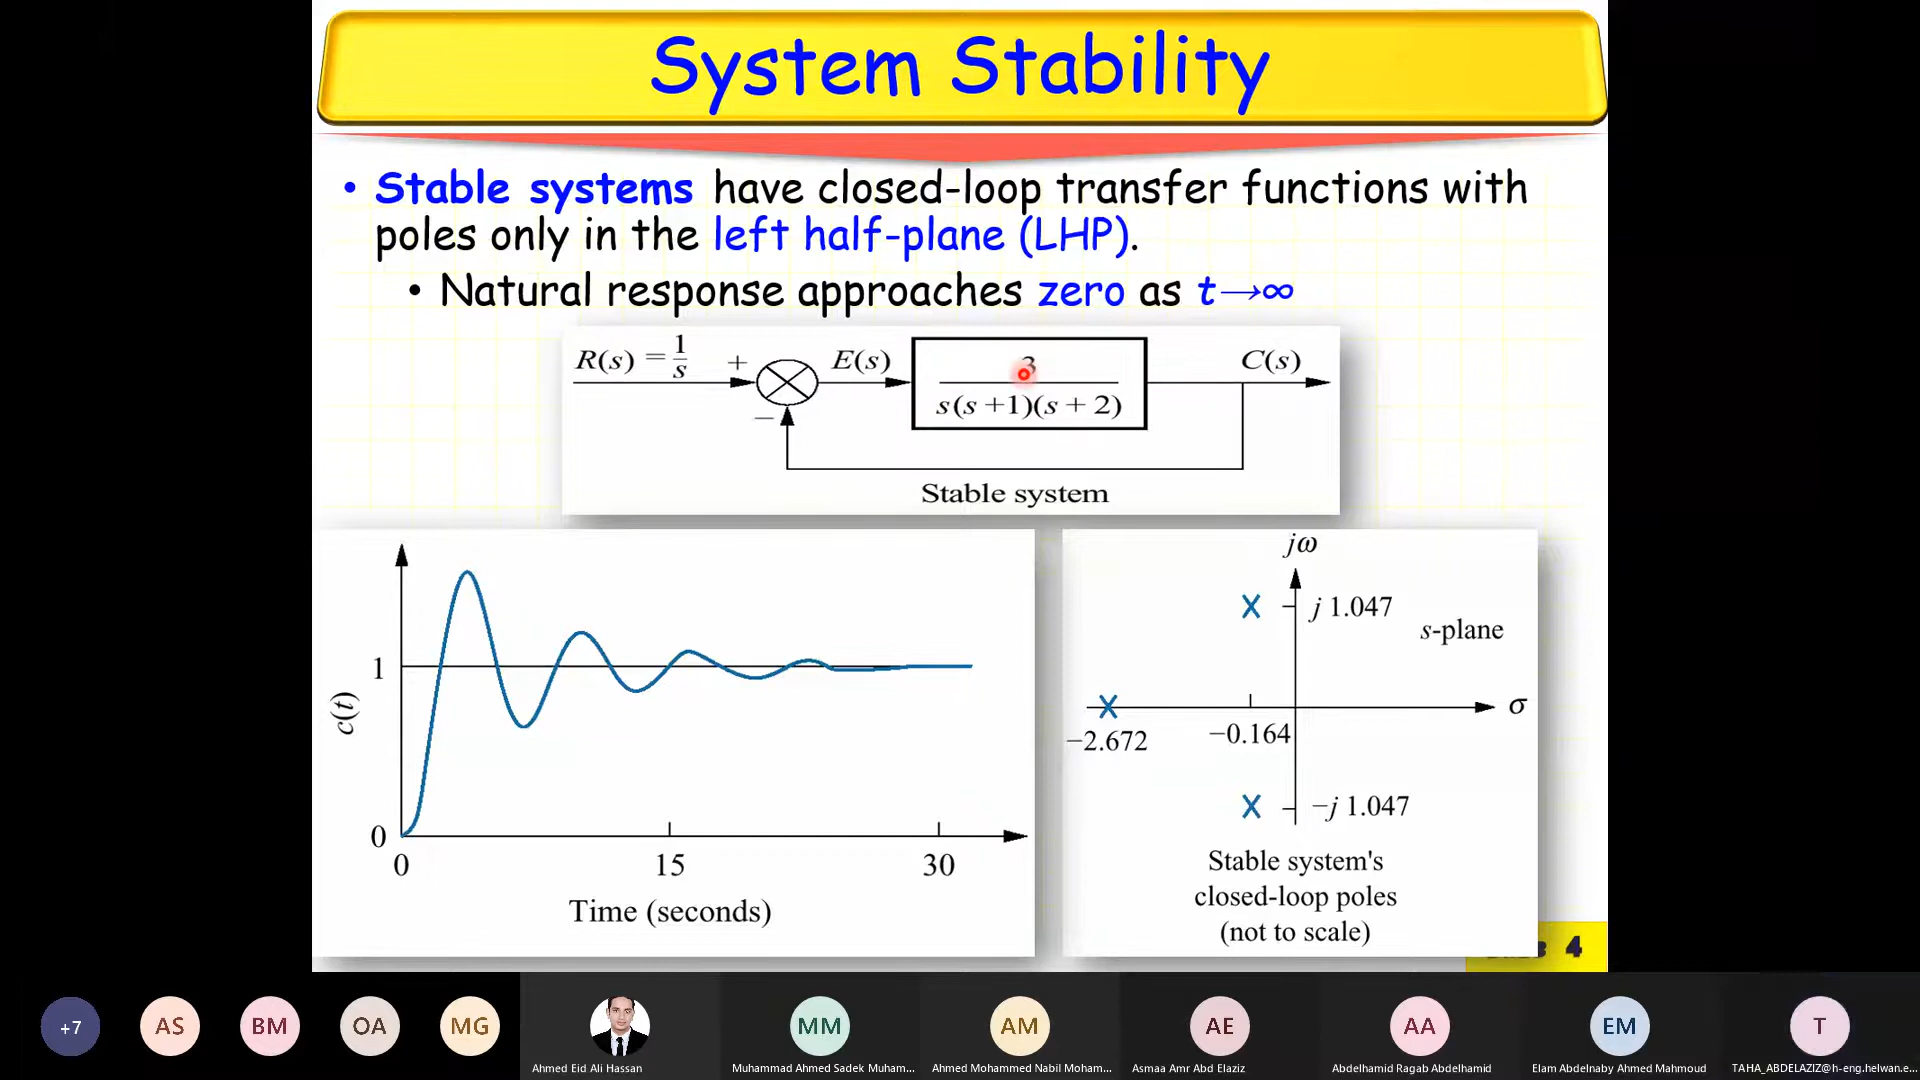 System Stability
• Stable systems have closed-loop transfer functions with
poles only in the left half-plane (LHP).
• Natural response approaches zero as t→∞
R(s) = 1/s
+
−
E(s)
3
s(s +1)(s + 2)
C(s)
Stable system
c(t)
1
0
0 15 30
Time (seconds)
jω
j 1.047
s-plane
σ
−2.672
−0.164
−j 1.047
Stable system's
closed-loop poles
(not to scale)
4
+7
AS
BM
OA
MG
Ahmed Eid Ali Hassan
MM
Muhammad Ahmed Sadek Muham...
AM
Ahmed Mohammed Nabil Moham...
AE
Asmaa Amr Abd Elaziz
AA
Abdelhamid Ragab Abdelhamid
EM
Elam Abdelnaby Ahmed Mahmoud
T
TAHA_ABDELAZIZ@h-eng.helwan.e...